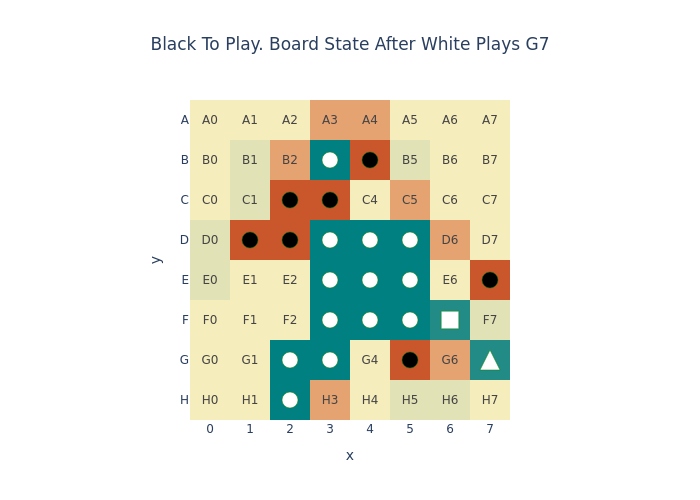 Black To Play. Board State After White Plays G7
A A0 A1 A2 A3 A4 A5 A6 A7
B B0 B1 B2 B5 B6 B7
C C0 C1 C4 C5 C6 C7
D D0 D6 D7
E E0 E1 E2 E6
F F0 F1 F2 F7
G G0 G1 G4 G6
H H0 H1 H3 H4 H5 H6 H7
0 1 2 3 4 5 6 7
x
y